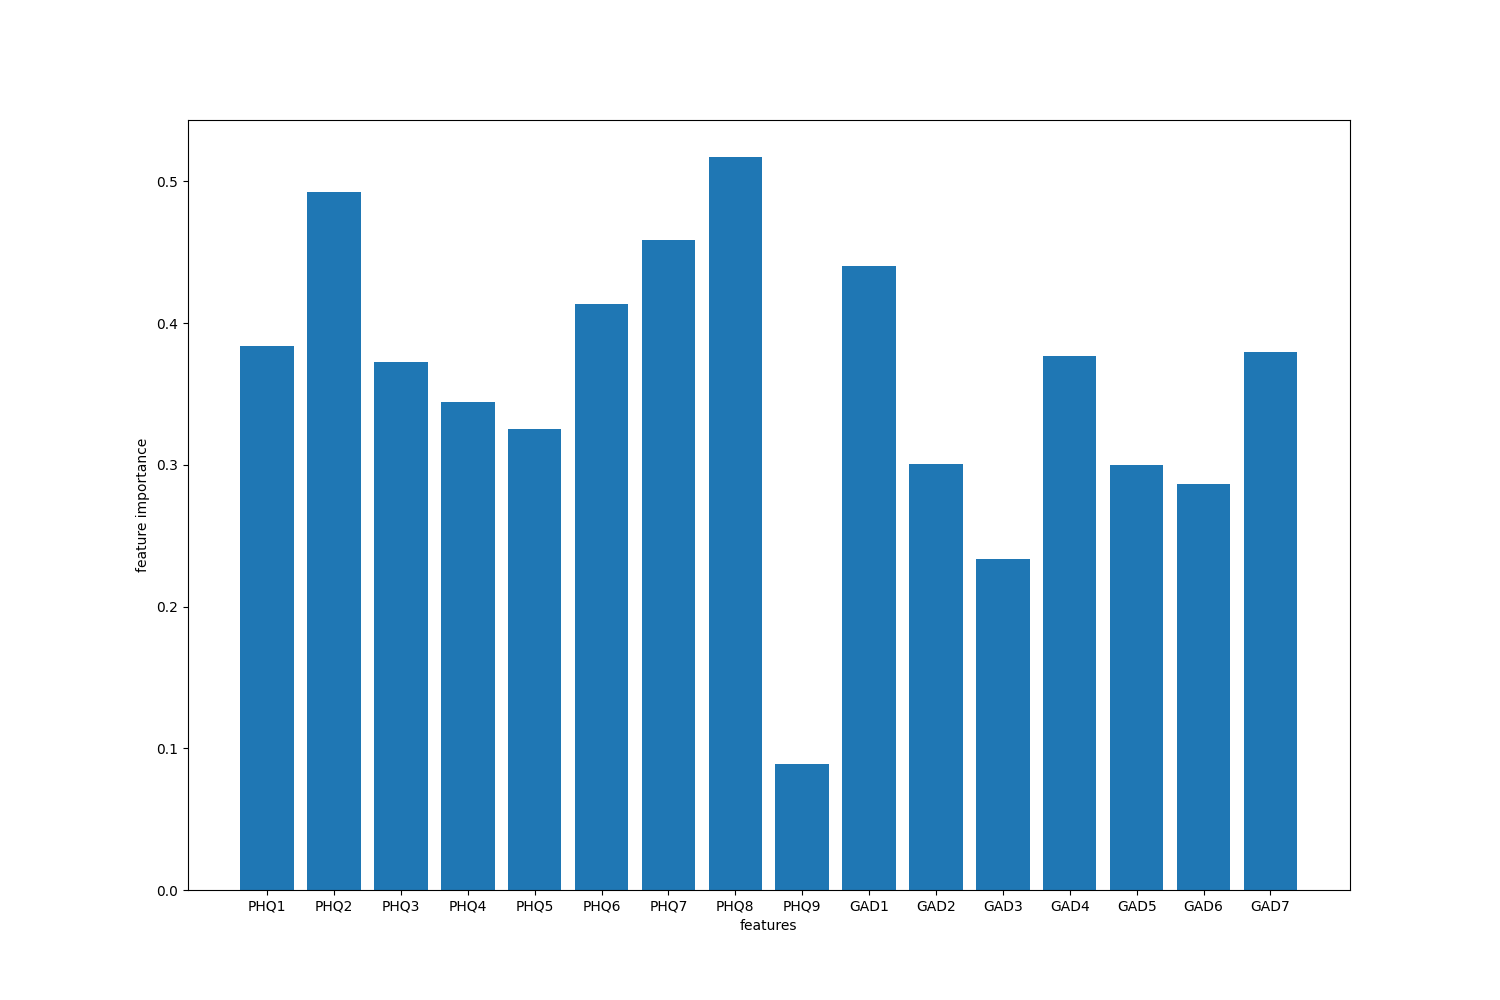 0.5
0.4
0.3
0.2
0.1
0.0
feature importance
PHQ1 PHQ2 PHQ3 PHQ4 PHQ5 PHQ6 PHQ7 PHQ8 PHQ9 GAD1 GAD2 GAD3 GAD4 GAD5 GAD6 GAD7
features